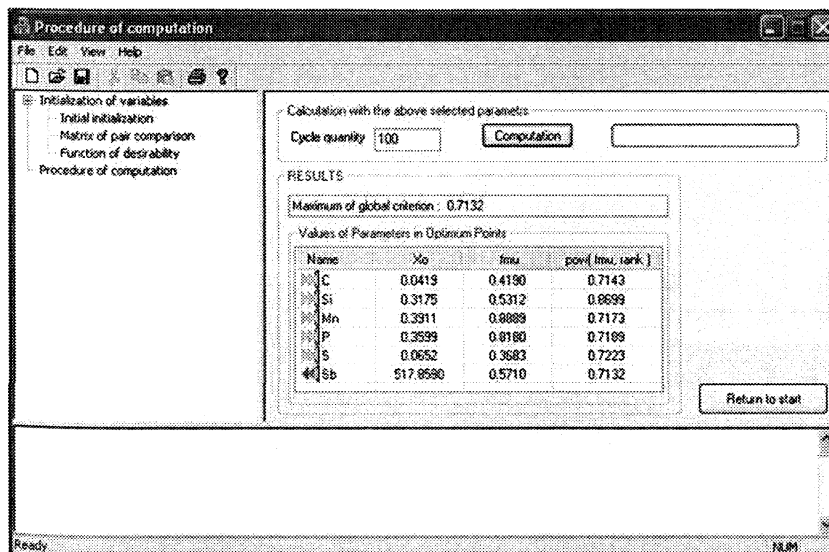 Procedure of computation
File Edit View Help
Initialization of variables
Initial initialization
Matrix of pair comparison
Function of desirability
Procedure of computation
Calculation with the above selected parametrs
Cycle quantity 100 Computation
RESULTS
Maximum of global criterion : 0.7132
Values of Parameters in Optimum Points
Name Xo fmu pow( fmu, rank )
C 0.0419 0.4190 0.7143
Si 0.3175 0.5312 0.8699
Mn 0.3911 0.8889 0.7173
P 0.3599 0.8180 0.7189
S 0.0652 0.3683 0.7223
Sb 517.8590 0.5710 0.7132
Return to start
Ready NUM